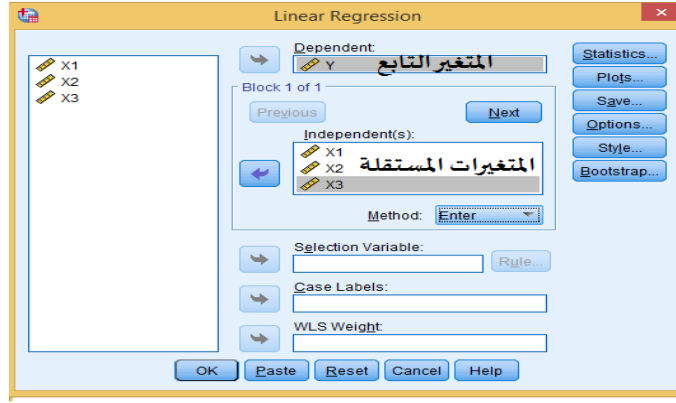 Linear Regression
X1
X2
X3
Dependent:
Y المتغير التابع
Block 1 of 1
Previous
Next
Independent(s):
X1
X2 المتغيرات المستقلة
X3
Method: Enter
Selection Variable:
Rule...
Case Labels:
WLS Weight:
Statistics...
Plots...
Save...
Options...
Style...
Bootstrap...
OK Paste Reset Cancel Help